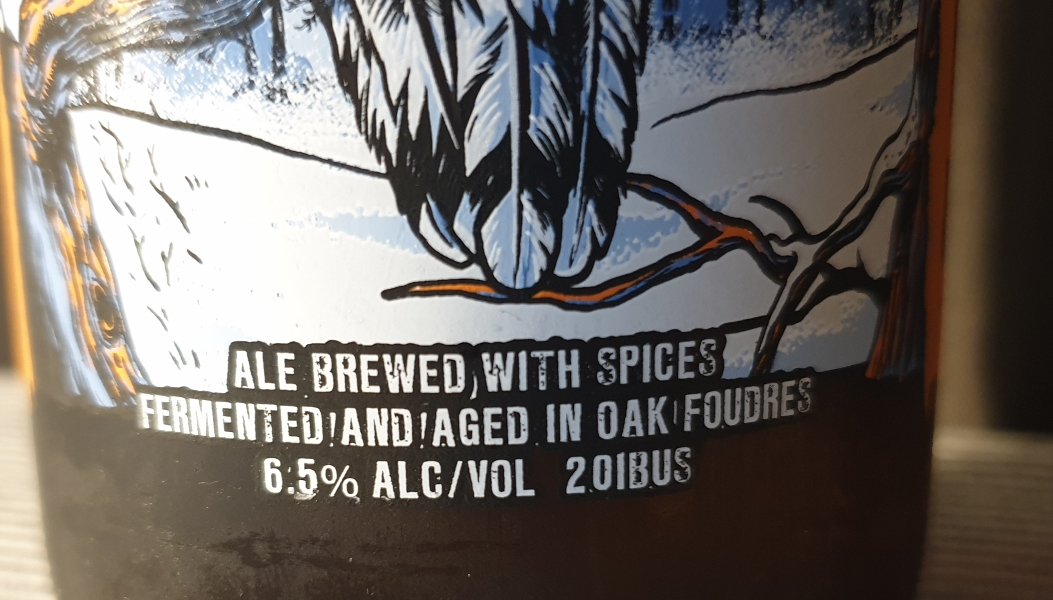 ALE BREWED WITH SPICES
FERMENTED AND AGED IN OAK FOUDRES
6.5% ALC/VOL 20IBUS